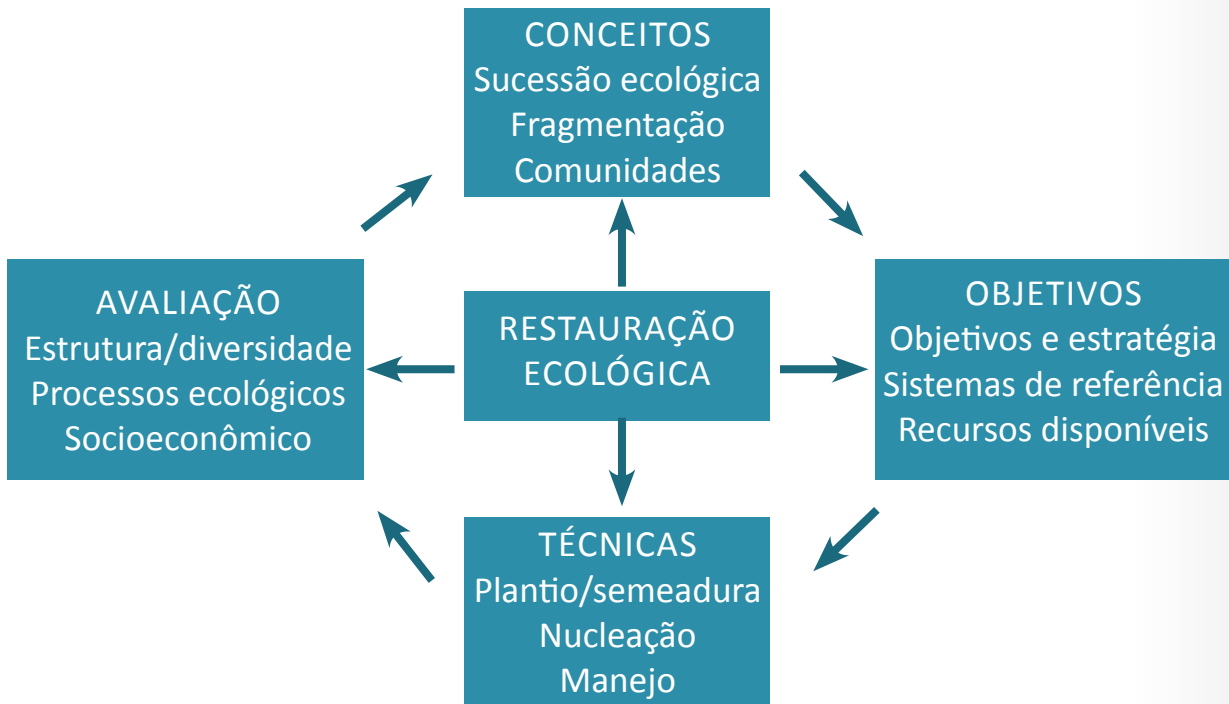 CONCEITOS
Sucessão ecológica
Fragmentação
Comunidades
AVALIAÇÃO
Estrutura/diversidade
Processos ecológicos
Socioeconômico
RESTAURAÇÃO
ECOLÓGICA
OBJETIVOS
Objetivos e estratégia
Sistemas de referência
Recursos disponíveis
TÉCNICAS
Plantio/semeadura
Nucleação
Manejo